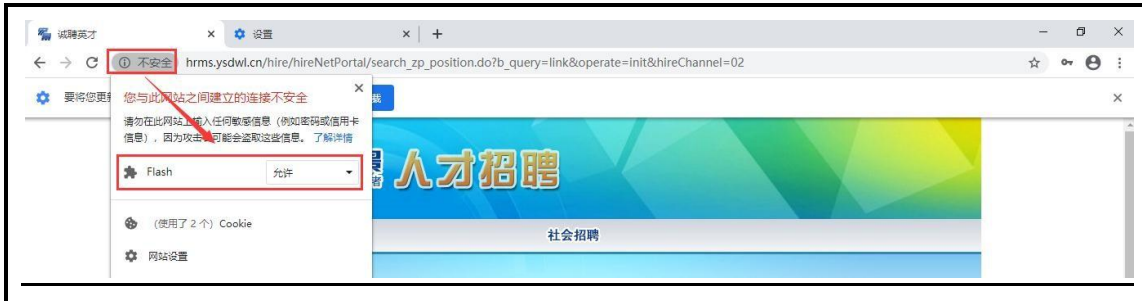 诚聘英才
设置
不安全 hrms.ysdwl.cn/hire/hireNetPortal/search_zp_position.do?b_query=link&operate=init&hireChannel=02
要将您更
载
您与此网站之间建立的连接不安全
请勿在此网站上输入任何敏感信息（例如密码或信用卡
信息），因为攻击者可能会盗取这些信息。 了解详情
Flash 允许
(使用了 2 个) Cookie
网站设置
人才招聘
社会招聘